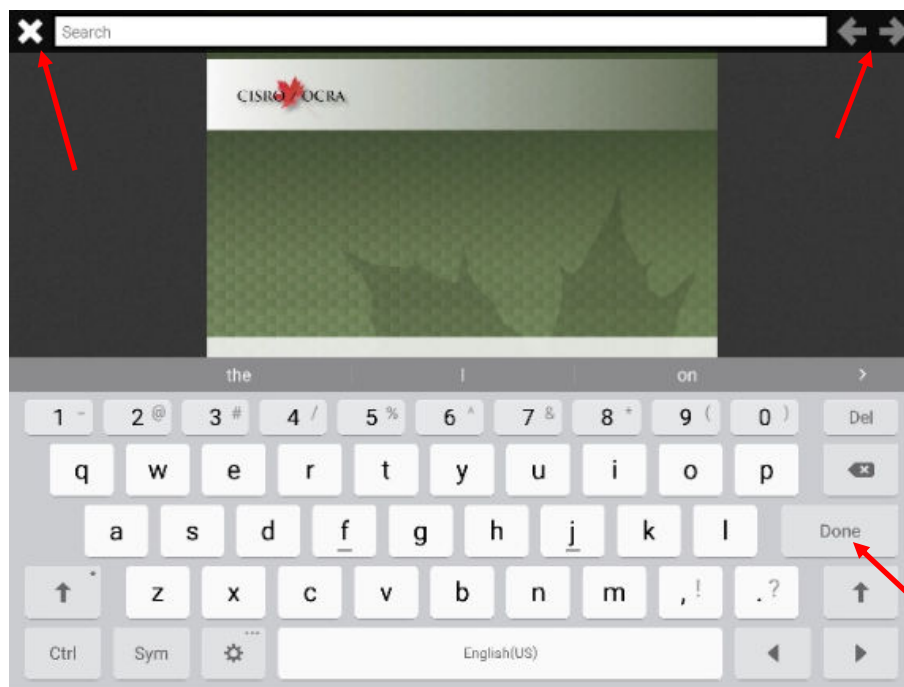 Search
CISRO OCRA
the I on >
1 - 2 @ 3 # 4 / 5 % 6 ^ 7 & 8 * 9 ( 0 ) Del
q w e r t y u i o p
a s d f g h j k l Done
z x c v b n m , ! . ?
Ctrl Sym English(US)